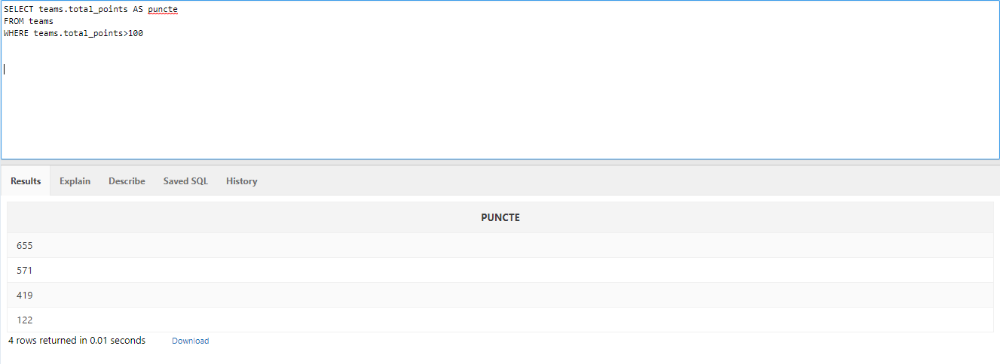 SELECT teams.total_points AS puncte
FROM teams
WHERE teams.total_points>100
Results Explain Describe Saved SQL History
PUNCTE
655
571
419
122
4 rows returned in 0.01 seconds Download